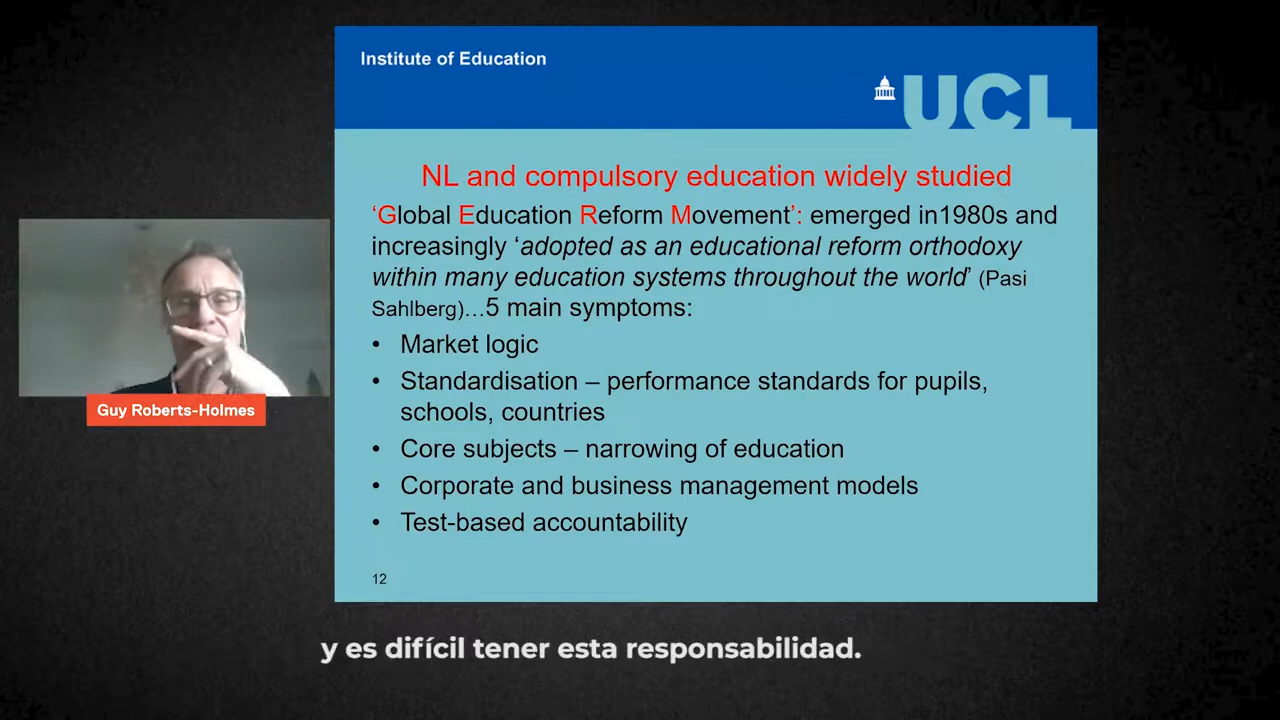 Institute of Education
UCL
NL and compulsory education widely studied
‘Global Education Reform Movement’: emerged in1980s and
increasingly ‘adopted as an educational reform orthodoxy
within many education systems throughout the world’ (Pasi
Sahlberg)…5 main symptoms:
• Market logic
• Standardisation – performance standards for pupils,
schools, countries
• Core subjects – narrowing of education
• Corporate and business management models
• Test-based accountability
12
Guy Roberts-Holmes
y es difícil tener esta responsabilidad.